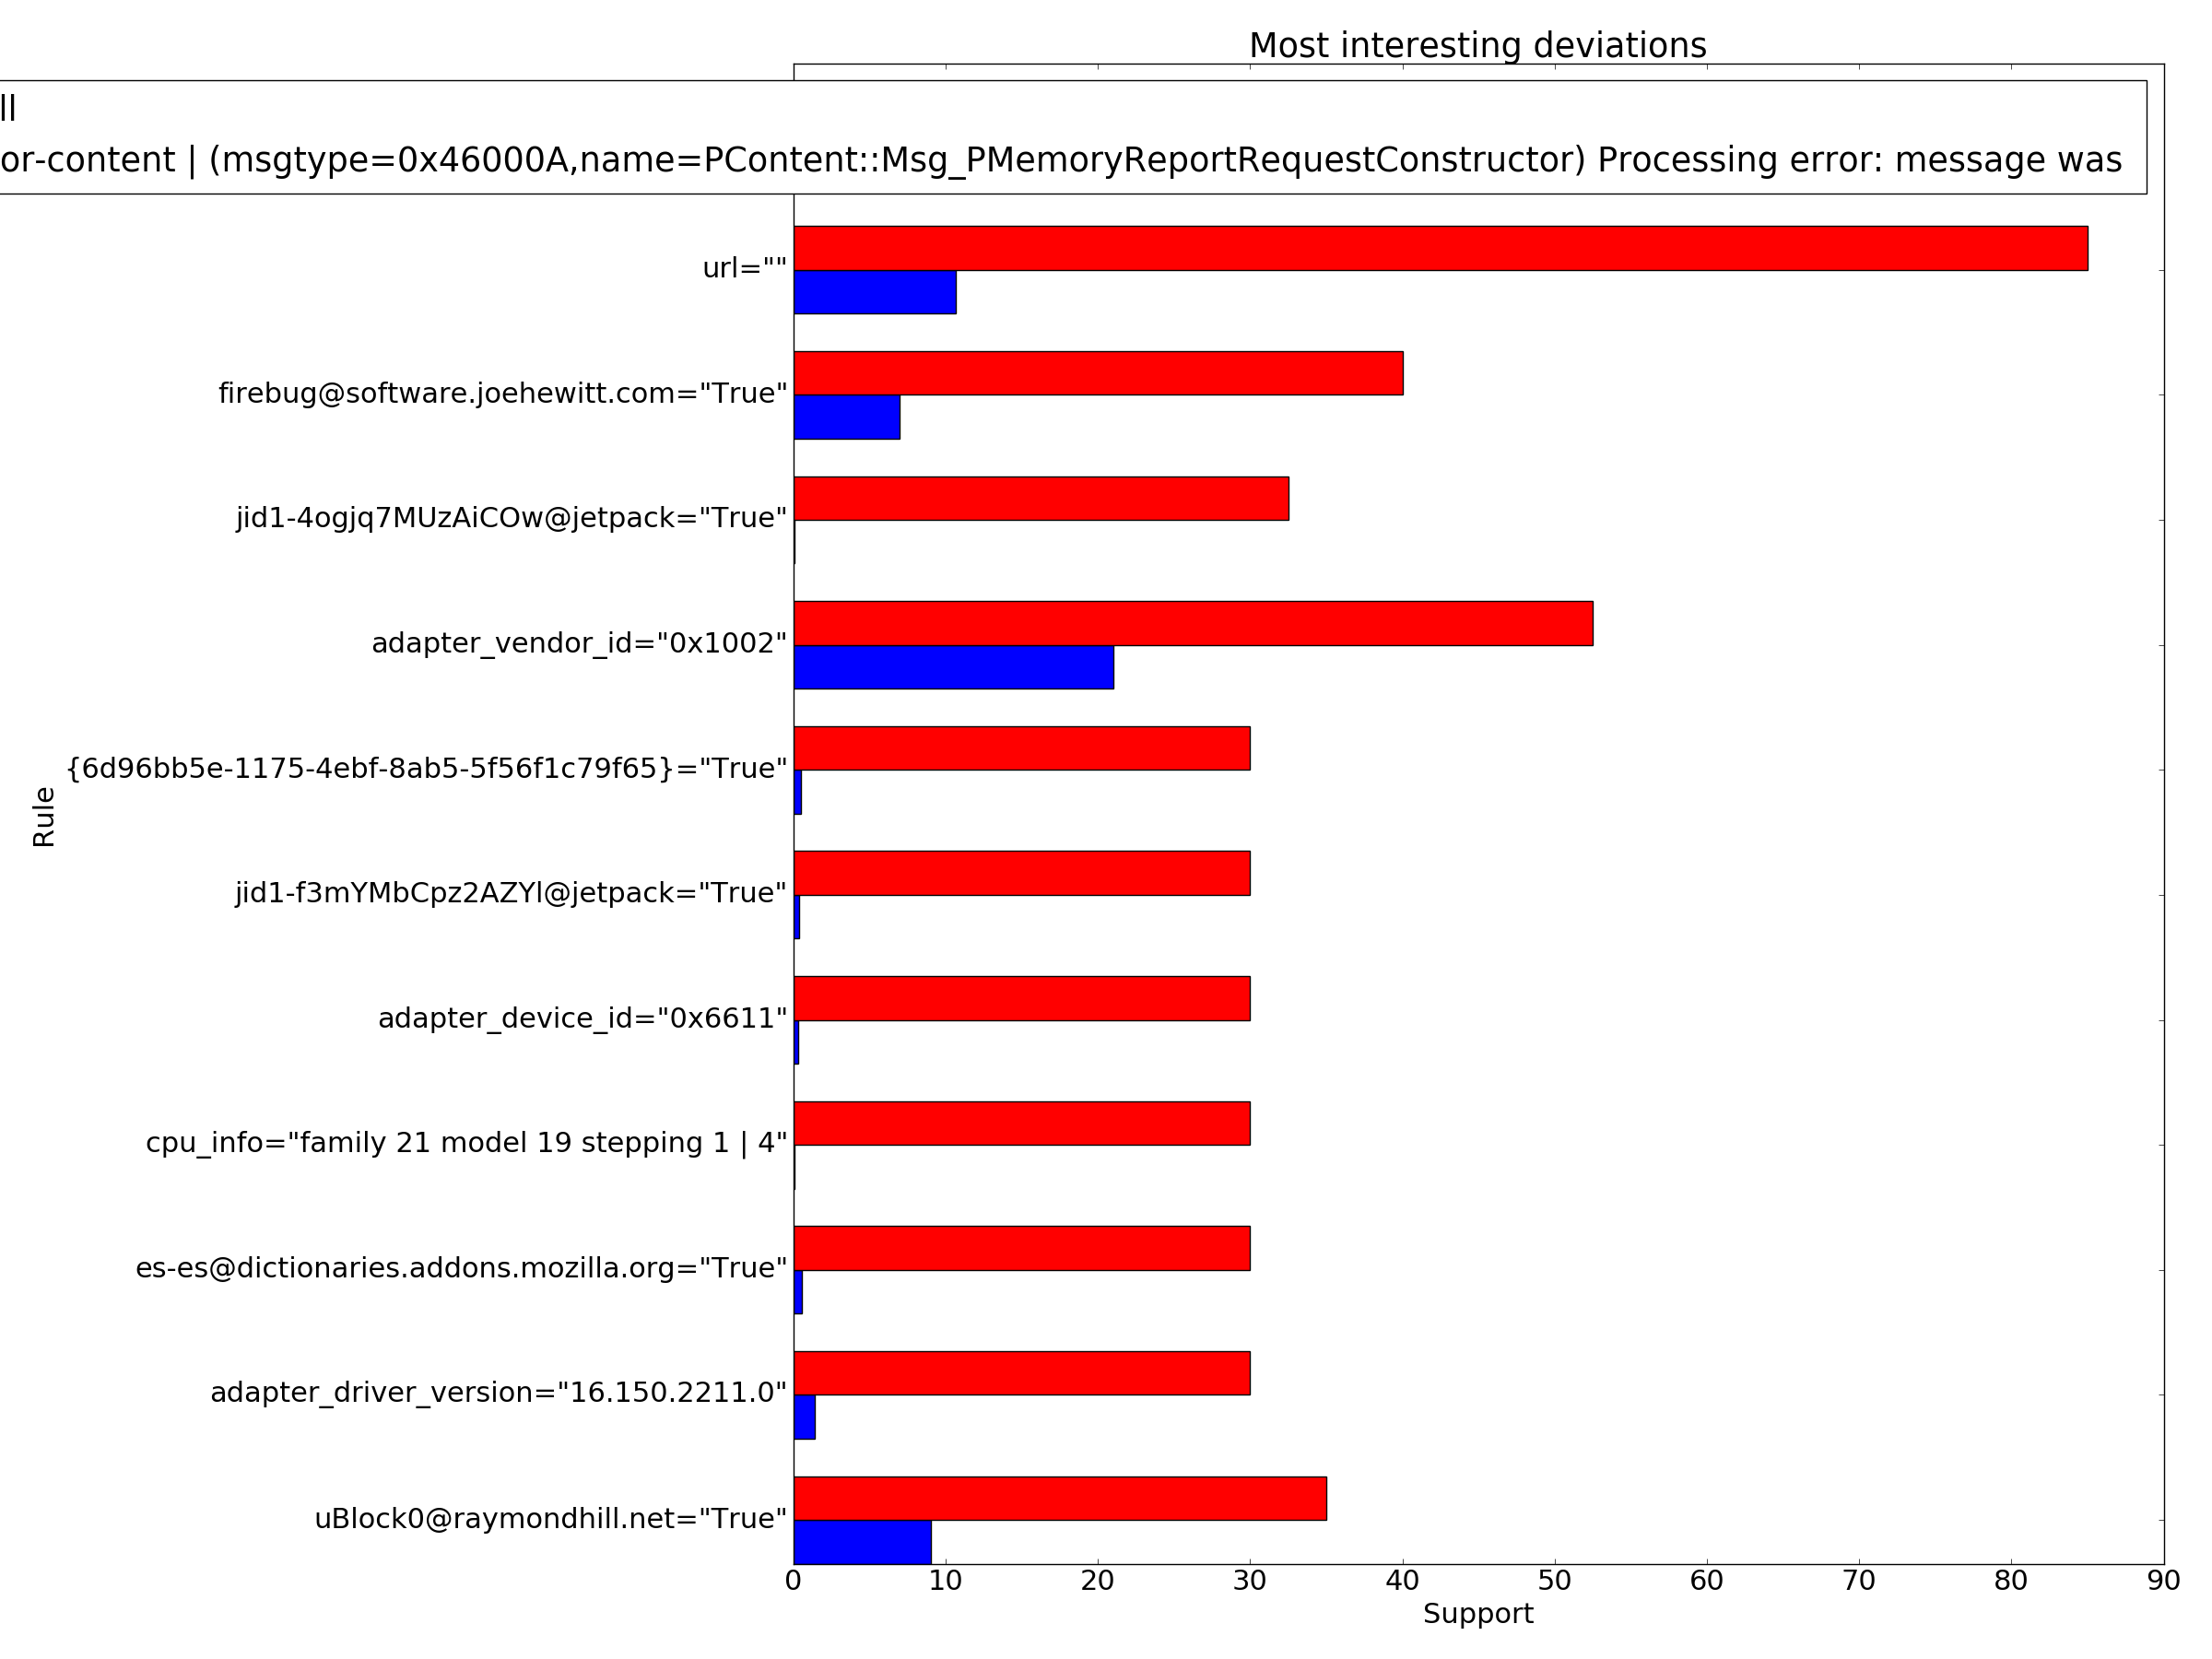 Most interesting deviations
ll
or-content | (msgtype=0x46000A,name=PContent::Msg_PMemoryReportRequestConstructor) Processing error: message was
url=""
firebug@software.joehewitt.com="True"
jid1-4ogjq7MUzAiCOw@jetpack="True"
adapter_vendor_id="0x1002"
{6d96bb5e-1175-4ebf-8ab5-5f56f1c79f65}="True"
Rule
jid1-f3mYMbCpz2AZYl@jetpack="True"
adapter_device_id="0x6611"
cpu_info="family 21 model 19 stepping 1 | 4"
es-es@dictionaries.addons.mozilla.org="True"
adapter_driver_version="16.150.2211.0"
uBlock0@raymondhill.net="True"
0 10 20 30 40 50 60 70 80 90
Support